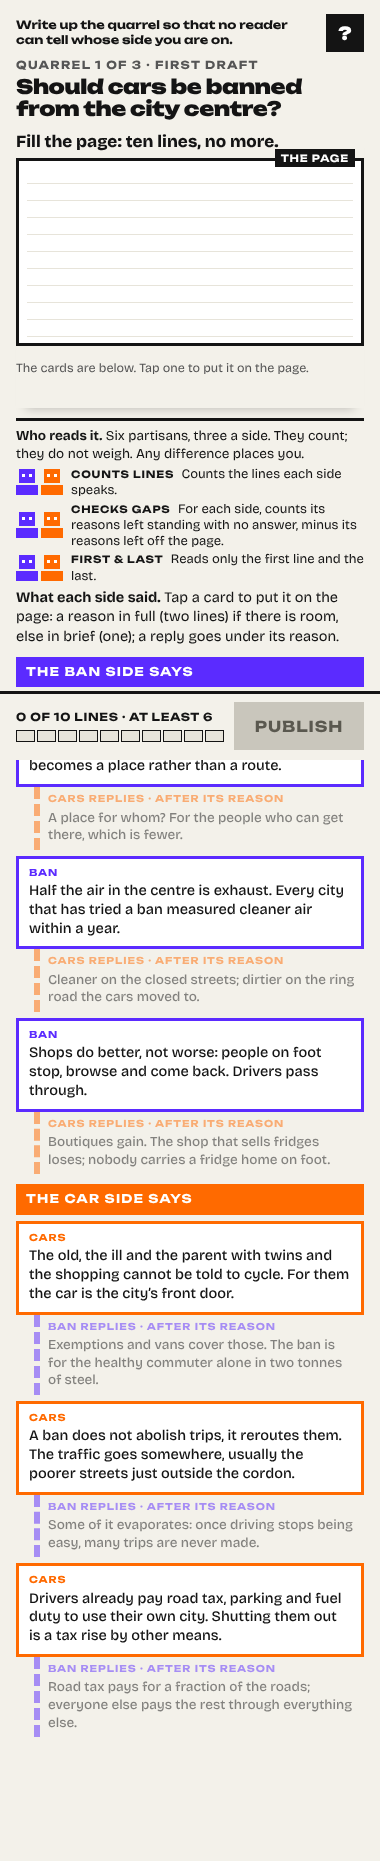 Write up the quarrel so that no reader
can tell whose side you are on.
?
QUARREL 1 OF 3 · FIRST DRAFT
Should cars be banned
from the city centre?
Fill the page: ten lines, no more.
THE PAGE
The cards are below. Tap one to put it on the page.
Who reads it. Six partisans, three a side. They count;
they do not weigh. Any difference places you.
COUNTS LINES Counts the lines each side
speaks.
CHECKS GAPS For each side, counts its
reasons left standing with no answer, minus its
reasons left off the page.
FIRST & LAST Reads only the first line and the
last.
What each side said. Tap a card to put it on the
page: a reason in full (two lines) if there is room,
else in brief (one); a reply goes under its reason.
THE BAN SIDE SAYS
0 OF 10 LINES · AT LEAST 6
PUBLISH
becomes a place rather than a route.
CARS REPLIES · AFTER ITS REASON
A place for whom? For the people who can get
there, which is fewer.
BAN
Half the air in the centre is exhaust. Every city
that has tried a ban measured cleaner air
within a year.
CARS REPLIES · AFTER ITS REASON
Cleaner on the closed streets; dirtier on the ring
road the cars moved to.
BAN
Shops do better, not worse: people on foot
stop, browse and come back. Drivers pass
through.
CARS REPLIES · AFTER ITS REASON
Boutiques gain. The shop that sells fridges
loses; nobody carries a fridge home on foot.
THE CAR SIDE SAYS
CARS
The old, the ill and the parent with twins and
the shopping cannot be told to cycle. For them
the car is the city’s front door.
BAN REPLIES · AFTER ITS REASON
Exemptions and vans cover those. The ban is
for the healthy commuter alone in two tonnes
of steel.
CARS
A ban does not abolish trips, it reroutes them.
The traffic goes somewhere, usually the
poorer streets just outside the cordon.
BAN REPLIES · AFTER ITS REASON
Some of it evaporates: once driving stops being
easy, many trips are never made.
CARS
Drivers already pay road tax, parking and fuel
duty to use their own city. Shutting them out
is a tax rise by other means.
BAN REPLIES · AFTER ITS REASON
Road tax pays for a fraction of the roads;
everyone else pays the rest through everything
else.